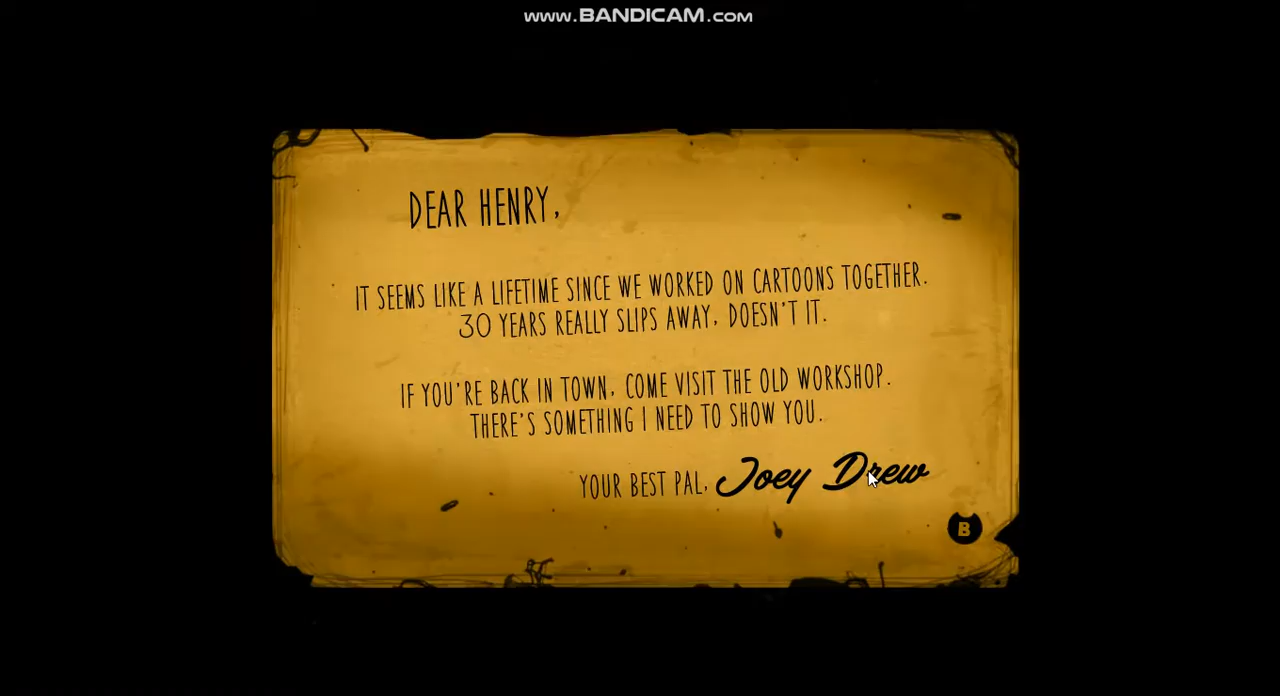 www.BANDICAM.com
DEAR HENRY,
IT SEEMS LIKE A LIFETIME SINCE WE WORKED ON CARTOONS TOGETHER.
30 YEARS REALLY SLIPS AWAY, DOESN'T IT.
IF YOU'RE BACK IN TOWN, COME VISIT THE OLD WORKSHOP.
THERE'S SOMETHING I NEED TO SHOW YOU.
YOUR BEST PAL, Joey Drew
B